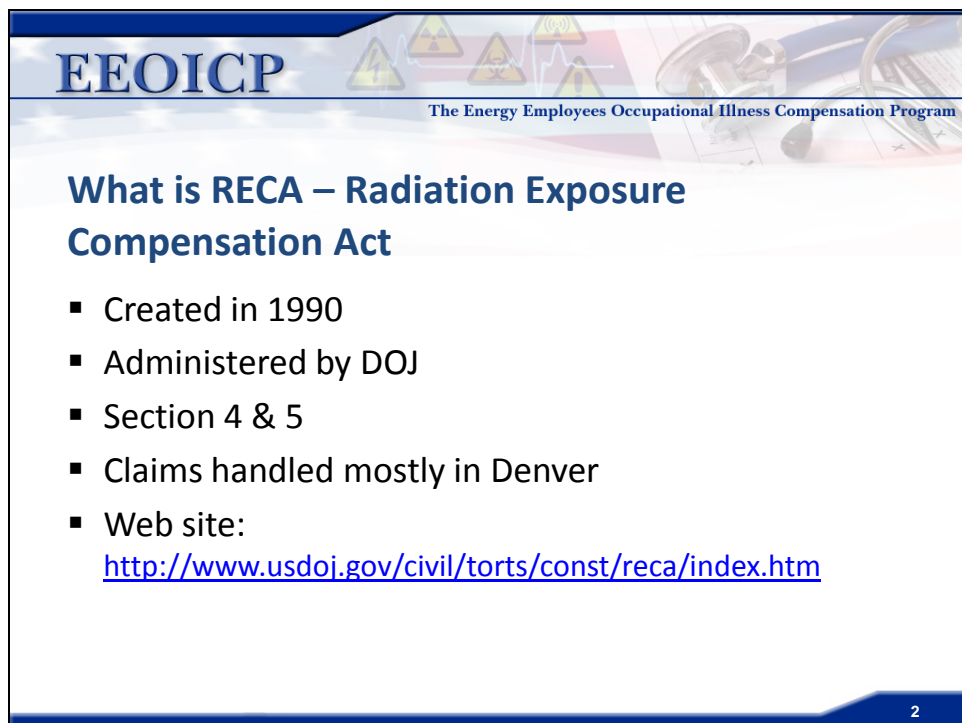 EEOICP
The Energy Employees Occupational Illness Compensation Program
What is RECA – Radiation Exposure
Compensation Act
▪ Created in 1990
▪ Administered by DOJ
▪ Section 4 & 5
▪ Claims handled mostly in Denver
▪ Web site:
http://www.usdoj.gov/civil/torts/const/reca/index.htm
2